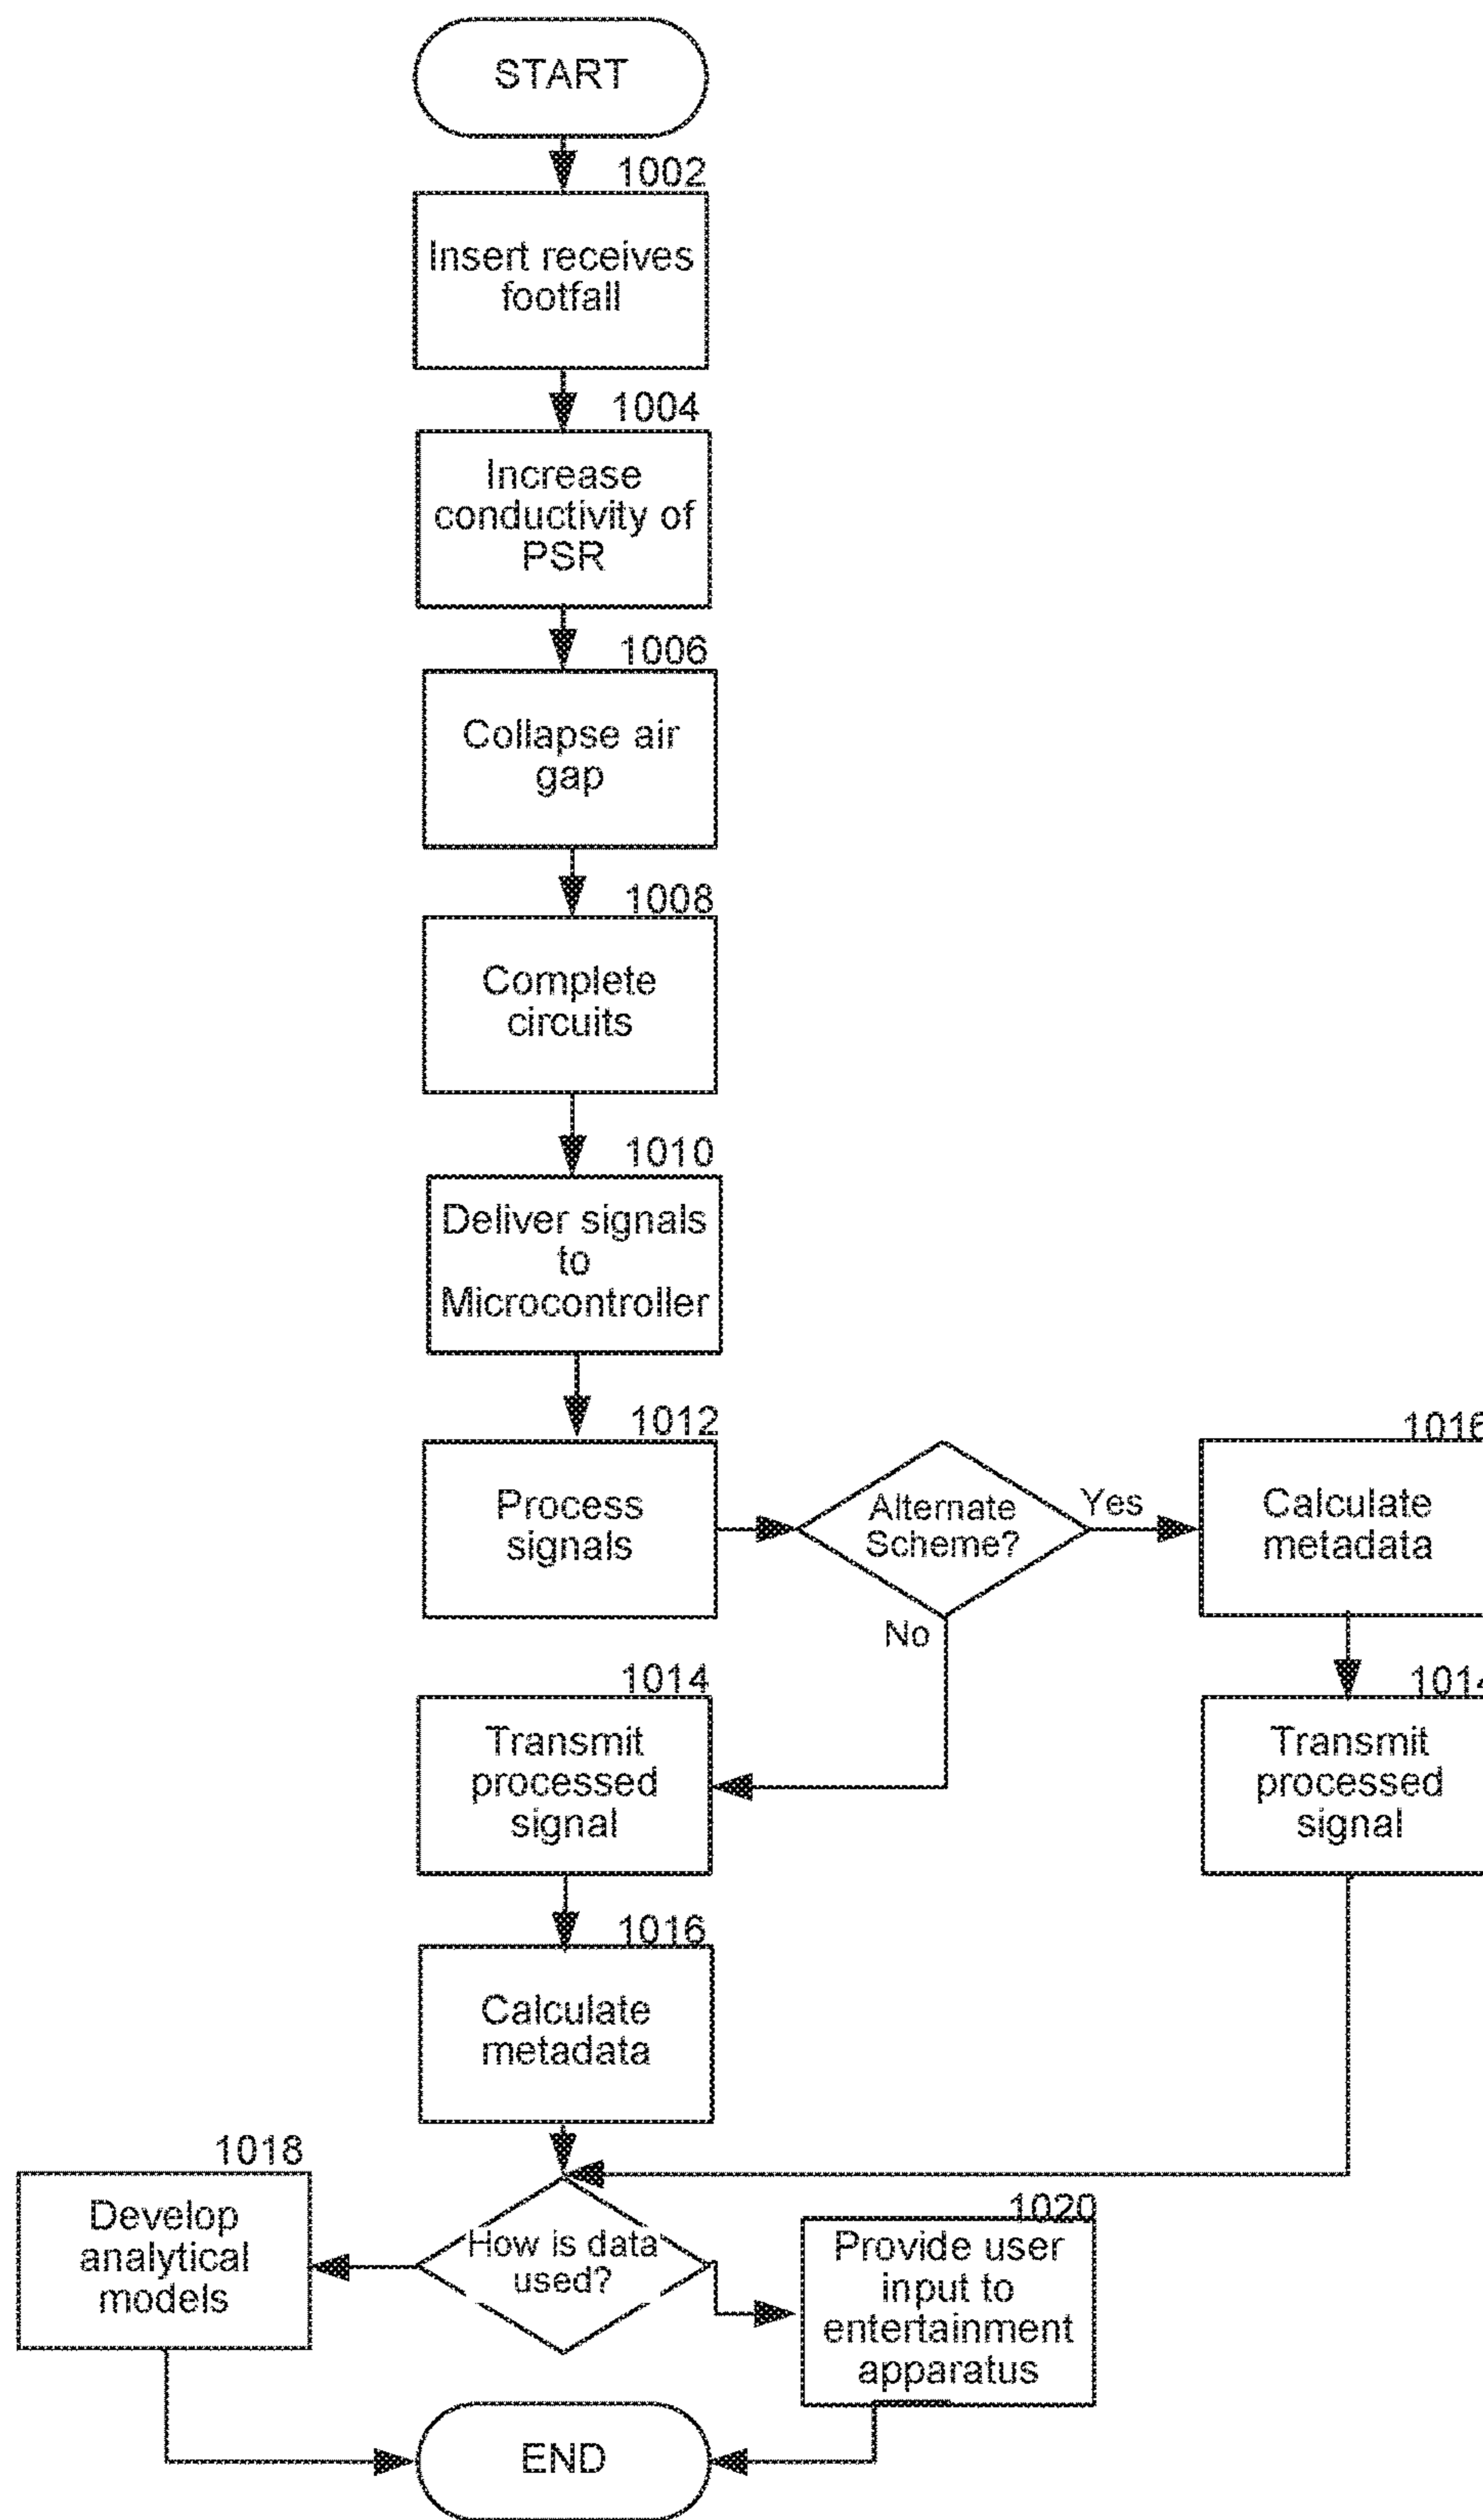 START
1002
Insert receives
footfall
1004
Increase
conductivity of
PSR
1006
Collapse air
gap
1008
Complete
circuits
1010
Deliver signals
to
Microcontroller
1012
Process
signals
Alternate
Scheme?
Yes
No
1016
Calculate
metadata
1014
Transmit
processed
signal
1014
Transmit
processed
signal
1016
Calculate
metadata
How is data
used?
1018
Develop
analytical
models
1020
Provide user
input to
entertainment
apparatus
END